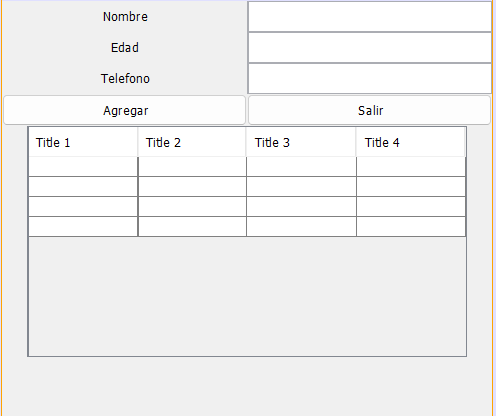 Nombre
Edad
Telefono
Agregar Salir
Title 1 Title 2 Title 3 Title 4